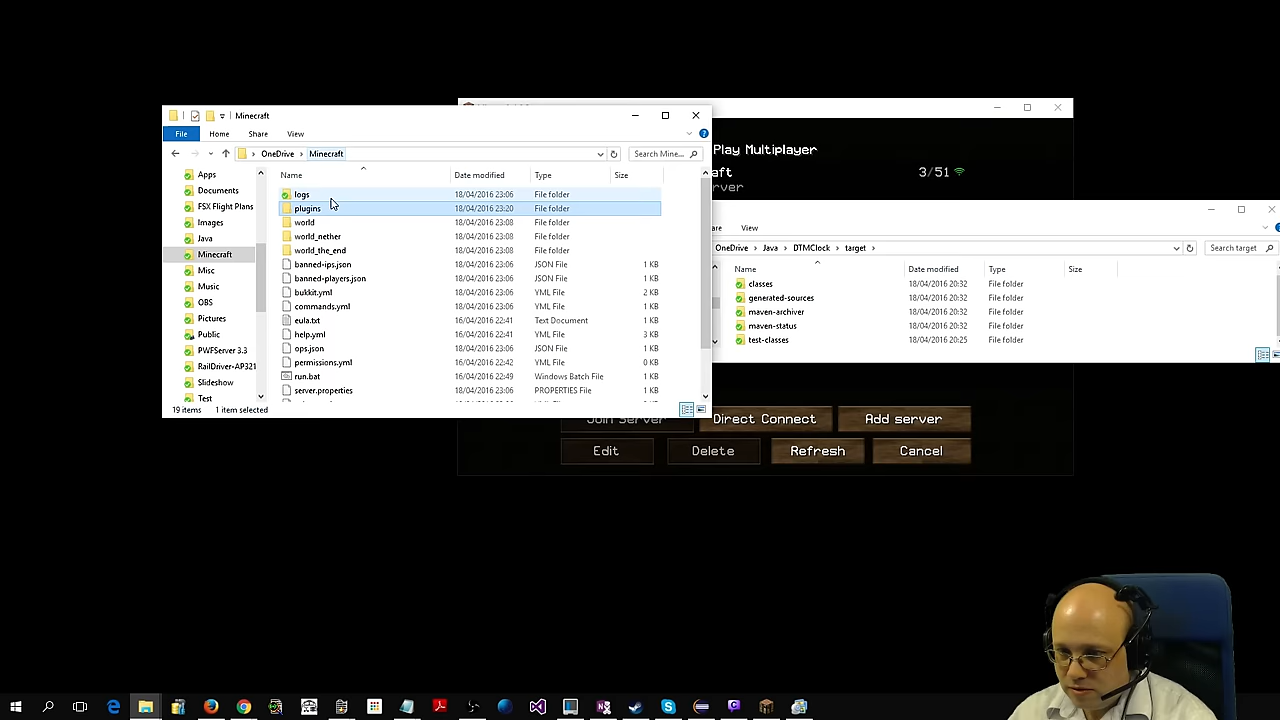 Minecraft
File Home Share View
OneDrive > Minecraft
Search Mine...
Name Date modified Type Size
Apps
Documents
FSX Flight Plans
Images
Java
Minecraft
Misc
Music
OBS
Pictures
Public
PWFServer 3.3
RailDriver-AP321
Slideshow
Test
logs 18/04/2016 23:06 File folder
plugins 18/04/2016 23:20 File folder
world 18/04/2016 23:08 File folder
world_nether 18/04/2016 23:08 File folder
world_the_end 18/04/2016 23:08 File folder
banned-ips.json 18/04/2016 23:06 JSON File 1 KB
banned-players.json 18/04/2016 23:06 JSON File 1 KB
bukkit.yml 18/04/2016 23:06 YML File 2 KB
commands.yml 18/04/2016 23:06 YML File 1 KB
eula.txt 16/04/2016 22:41 Text Document 1 KB
help.yml 16/04/2016 22:41 YML File 3 KB
ops.json 18/04/2016 23:06 JSON File 1 KB
permissions.yml 16/04/2016 22:42 YML File 0 KB
run.bat 16/04/2016 22:49 Windows Batch File 1 KB
server.properties 18/04/2016 23:06 PROPERTIES File 1 KB
19 items 1 item selected
Play Multiplayer
aft 3/51
erver
are View
OneDrive > Java > DTMClock > target >
Search target
Name Date modified Type Size
classes 18/04/2016 20:32 File folder
generated-sources 18/04/2016 20:32 File folder
maven-archiver 18/04/2016 20:32 File folder
maven-status 18/04/2016 20:32 File folder
test-classes 18/04/2016 20:25 File folder
Join Server Direct Connect Add server
Edit Delete Refresh Cancel